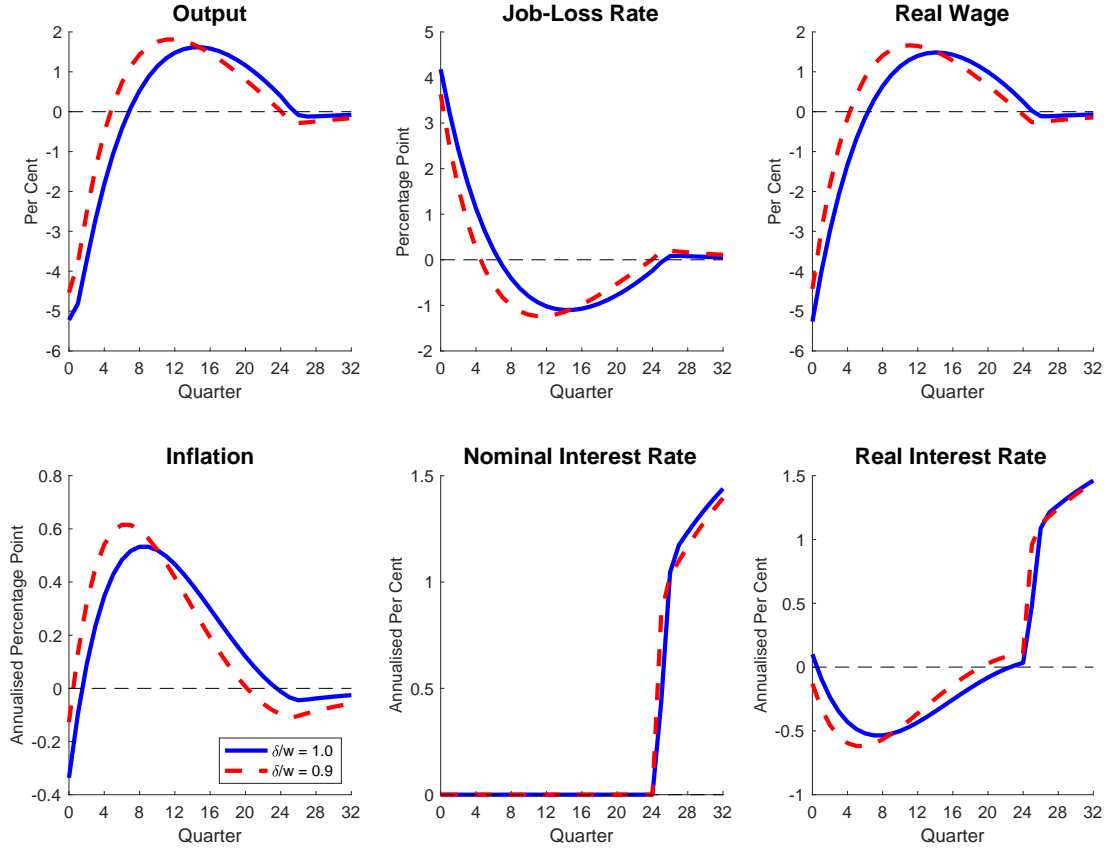 Output
Per Cent
2
1
0
-1
-2
-3
-4
-5
-6
0 4 8 12 16 20 24 28 32
Quarter
Job-Loss Rate
Percentage Point
5
4
3
2
1
0
-1
-2
0 4 8 12 16 20 24 28 32
Quarter
Real Wage
Per Cent
2
1
0
-1
-2
-3
-4
-5
-6
0 4 8 12 16 20 24 28 32
Quarter
Inflation
Annualised Percentage Point
0.8
0.6
0.4
0.2
0
-0.2
-0.4
δ/w = 1.0
δ/w = 0.9
0 4 8 12 16 20 24 28 32
Quarter
Nominal Interest Rate
Annualised Per Cent
1.5
1
0.5
0
0 4 8 12 16 20 24 28 32
Quarter
Real Interest Rate
Annualised Per Cent
1.5
1
0.5
0
-0.5
-1
0 4 8 12 16 20 24 28 32
Quarter